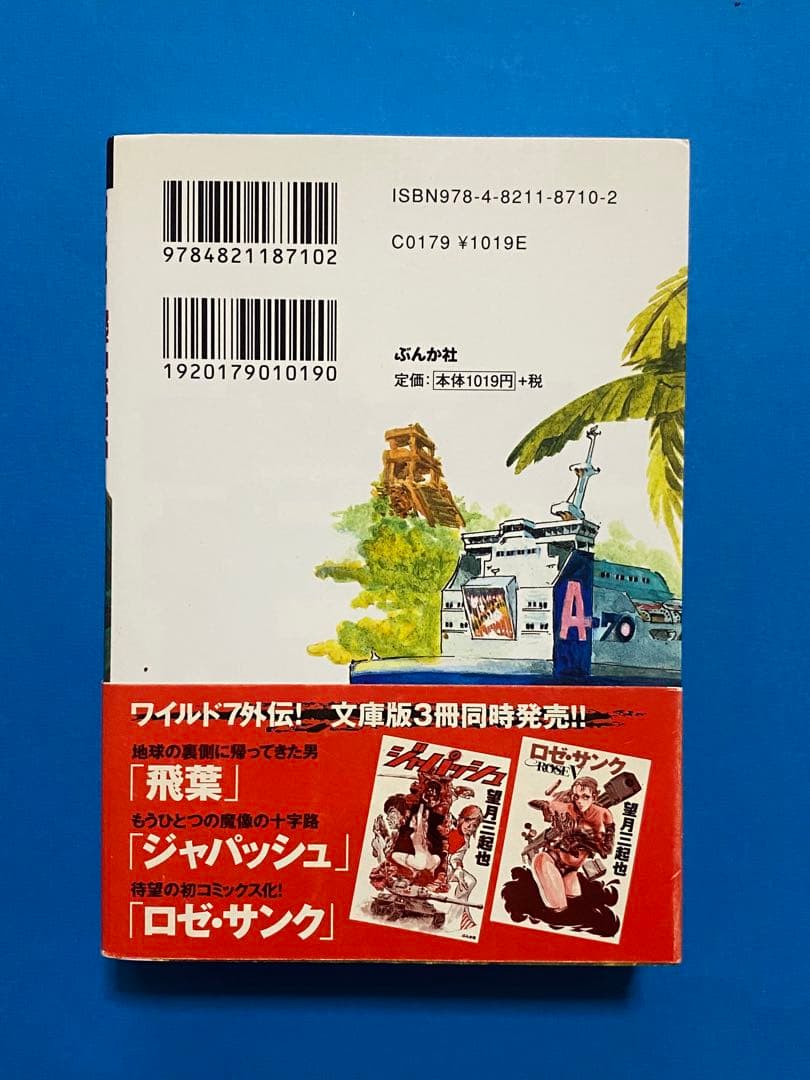 ISBN978-4-8211-8710-2
9784821187102
C0179 ¥1019E
1920179010190
ぶんか社
定価：本体1019円+税
A-70
ワイルド7外伝! 文庫版3冊同時発売!!
地球の裏側に帰ってきた男
「飛葉」
もうひとつの魔像の十字路
「ジャパッシュ」
待望の初コミックス化!
「ロゼ・サンク」
ジャパッシュ
望月三起也
ぶんか社
ロゼ・サンク
ROSE V
望月三起也